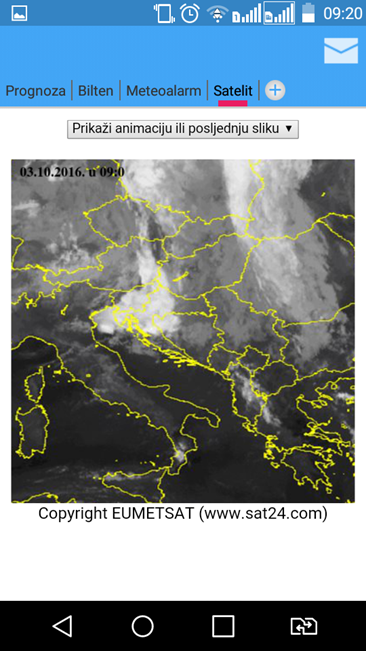 09:20
Prognoza Bilten Meteoalarm Satelit
Prikaži animaciju ili posljednju sliku
03.10.2016. u 09:0
Copyright EUMETSAT (www.sat24.com)